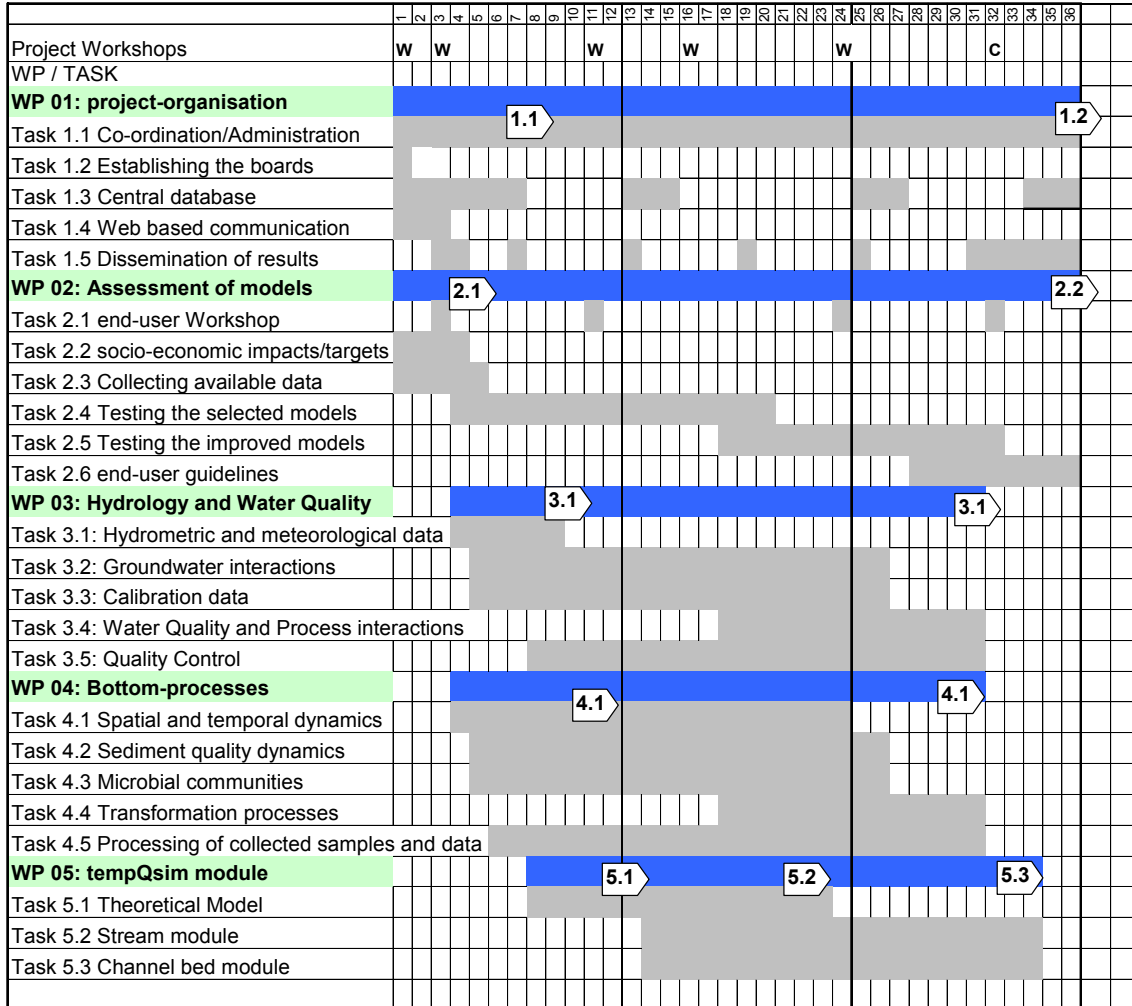 1 2 3 4 5 6 7 8 9 10 11 12 13 14 15 16 17 18 19 20 21 22 23 24 25 26 27 28 29 30 31 32 33 34 35 36
Project Workshops W W W W W C
WP / TASK
WP 01: project-organisation
1.1 1.2
Task 1.1 Co-ordination/Administration
Task 1.2 Establishing the boards
Task 1.3 Central database
Task 1.4 Web based communication
Task 1.5 Dissemination of results
WP 02: Assessment of models 2.1 2.2
Task 2.1 end-user Workshop
Task 2.2 socio-economic impacts/targets
Task 2.3 Collecting available data
Task 2.4 Testing the selected models
Task 2.5 Testing the improved models
Task 2.6 end-user guidelines
WP 03: Hydrology and Water Quality 3.1 3.1
Task 3.1: Hydrometric and meteorological data
Task 3.2: Groundwater interactions
Task 3.3: Calibration data
Task 3.4: Water Quality and Process interactions
Task 3.5: Quality Control
WP 04: Bottom-processes 4.1 4.1
Task 4.1 Spatial and temporal dynamics
Task 4.2 Sediment quality dynamics
Task 4.3 Microbial communities
Task 4.4 Transformation processes
Task 4.5 Processing of collected samples and data
WP 05: tempQsim module 5.1 5.2 5.3
Task 5.1 Theoretical Model
Task 5.2 Stream module
Task 5.3 Channel bed module